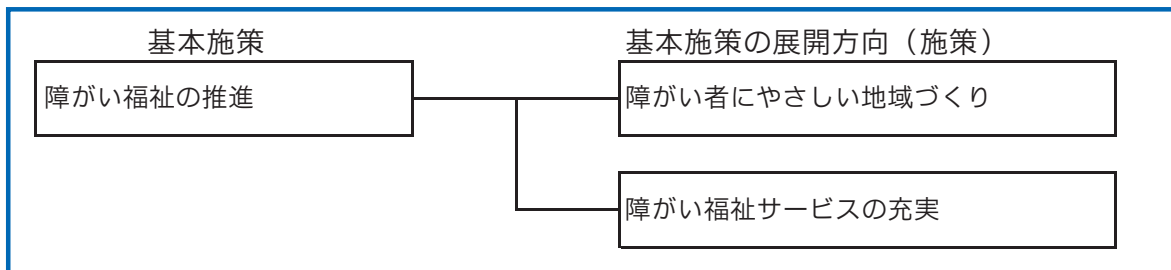 基本施策
基本施策の展開方向（施策）
障がい福祉の推進
障がい者にやさしい地域づくり
障がい福祉サービスの充実